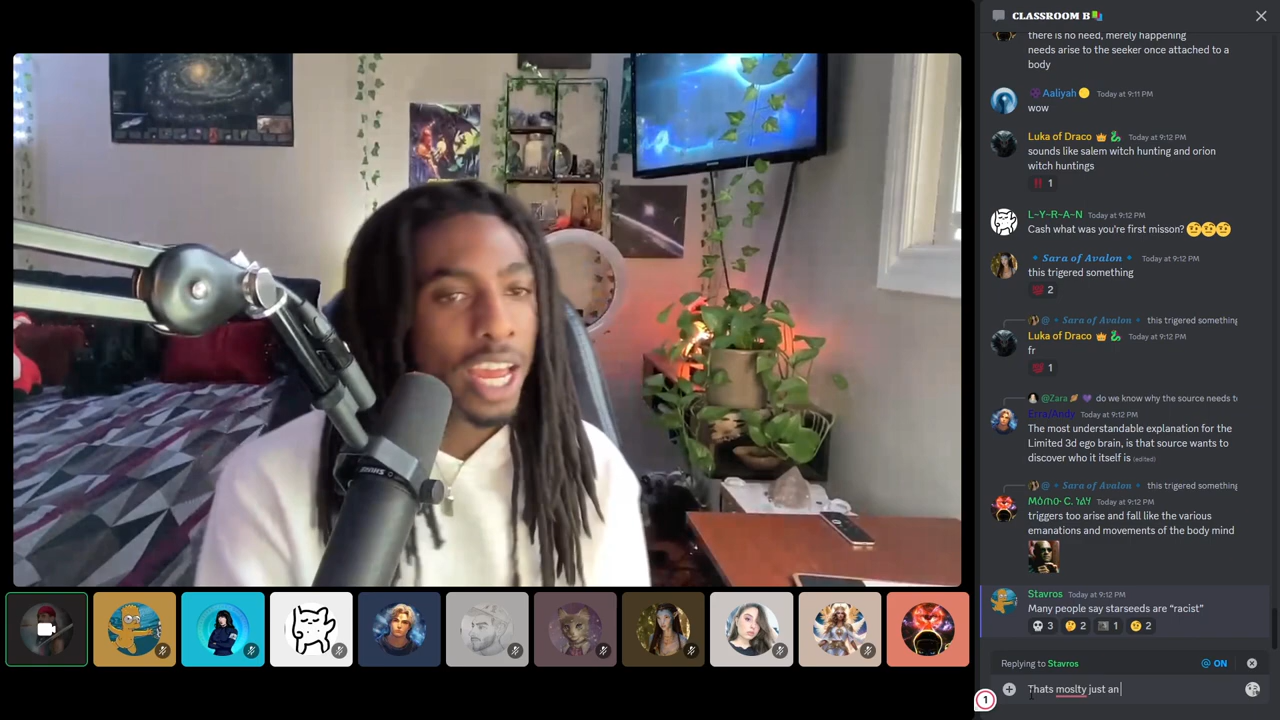 CLASSROOM B
there is no need, merely happening
needs arise to the seeker once attached to a
body
Aaliyah Today at 9:11 PM
wow
Luka of Draco Today at 9:12 PM
sounds like salem witch hunting and orion
witch huntings
1
L~Y~R~A~N Today at 9:12 PM
Cash what was you're first misson?
Sara of Avalon Today at 9:12 PM
this trigered something
2
@ Sara of Avalon this trigered something
Luka of Draco Today at 9:12 PM
fr
1
@Zara do we know why the source needs to
Erra/Andy Today at 9:12 PM
The most understandable explanation for the
Limited 3d ego brain, is that source wants to
discover who it itself is (edited)
@ Sara of Avalon this trigered something
Today at 9:12 PM
triggers too arise and fall like the various
emanations and movements of the body mind
Stavros Today at 9:12 PM
Many people say starseeds are “racist”
3 2 1 2
Replying to Stavros @ ON
Thats moslty just an
1